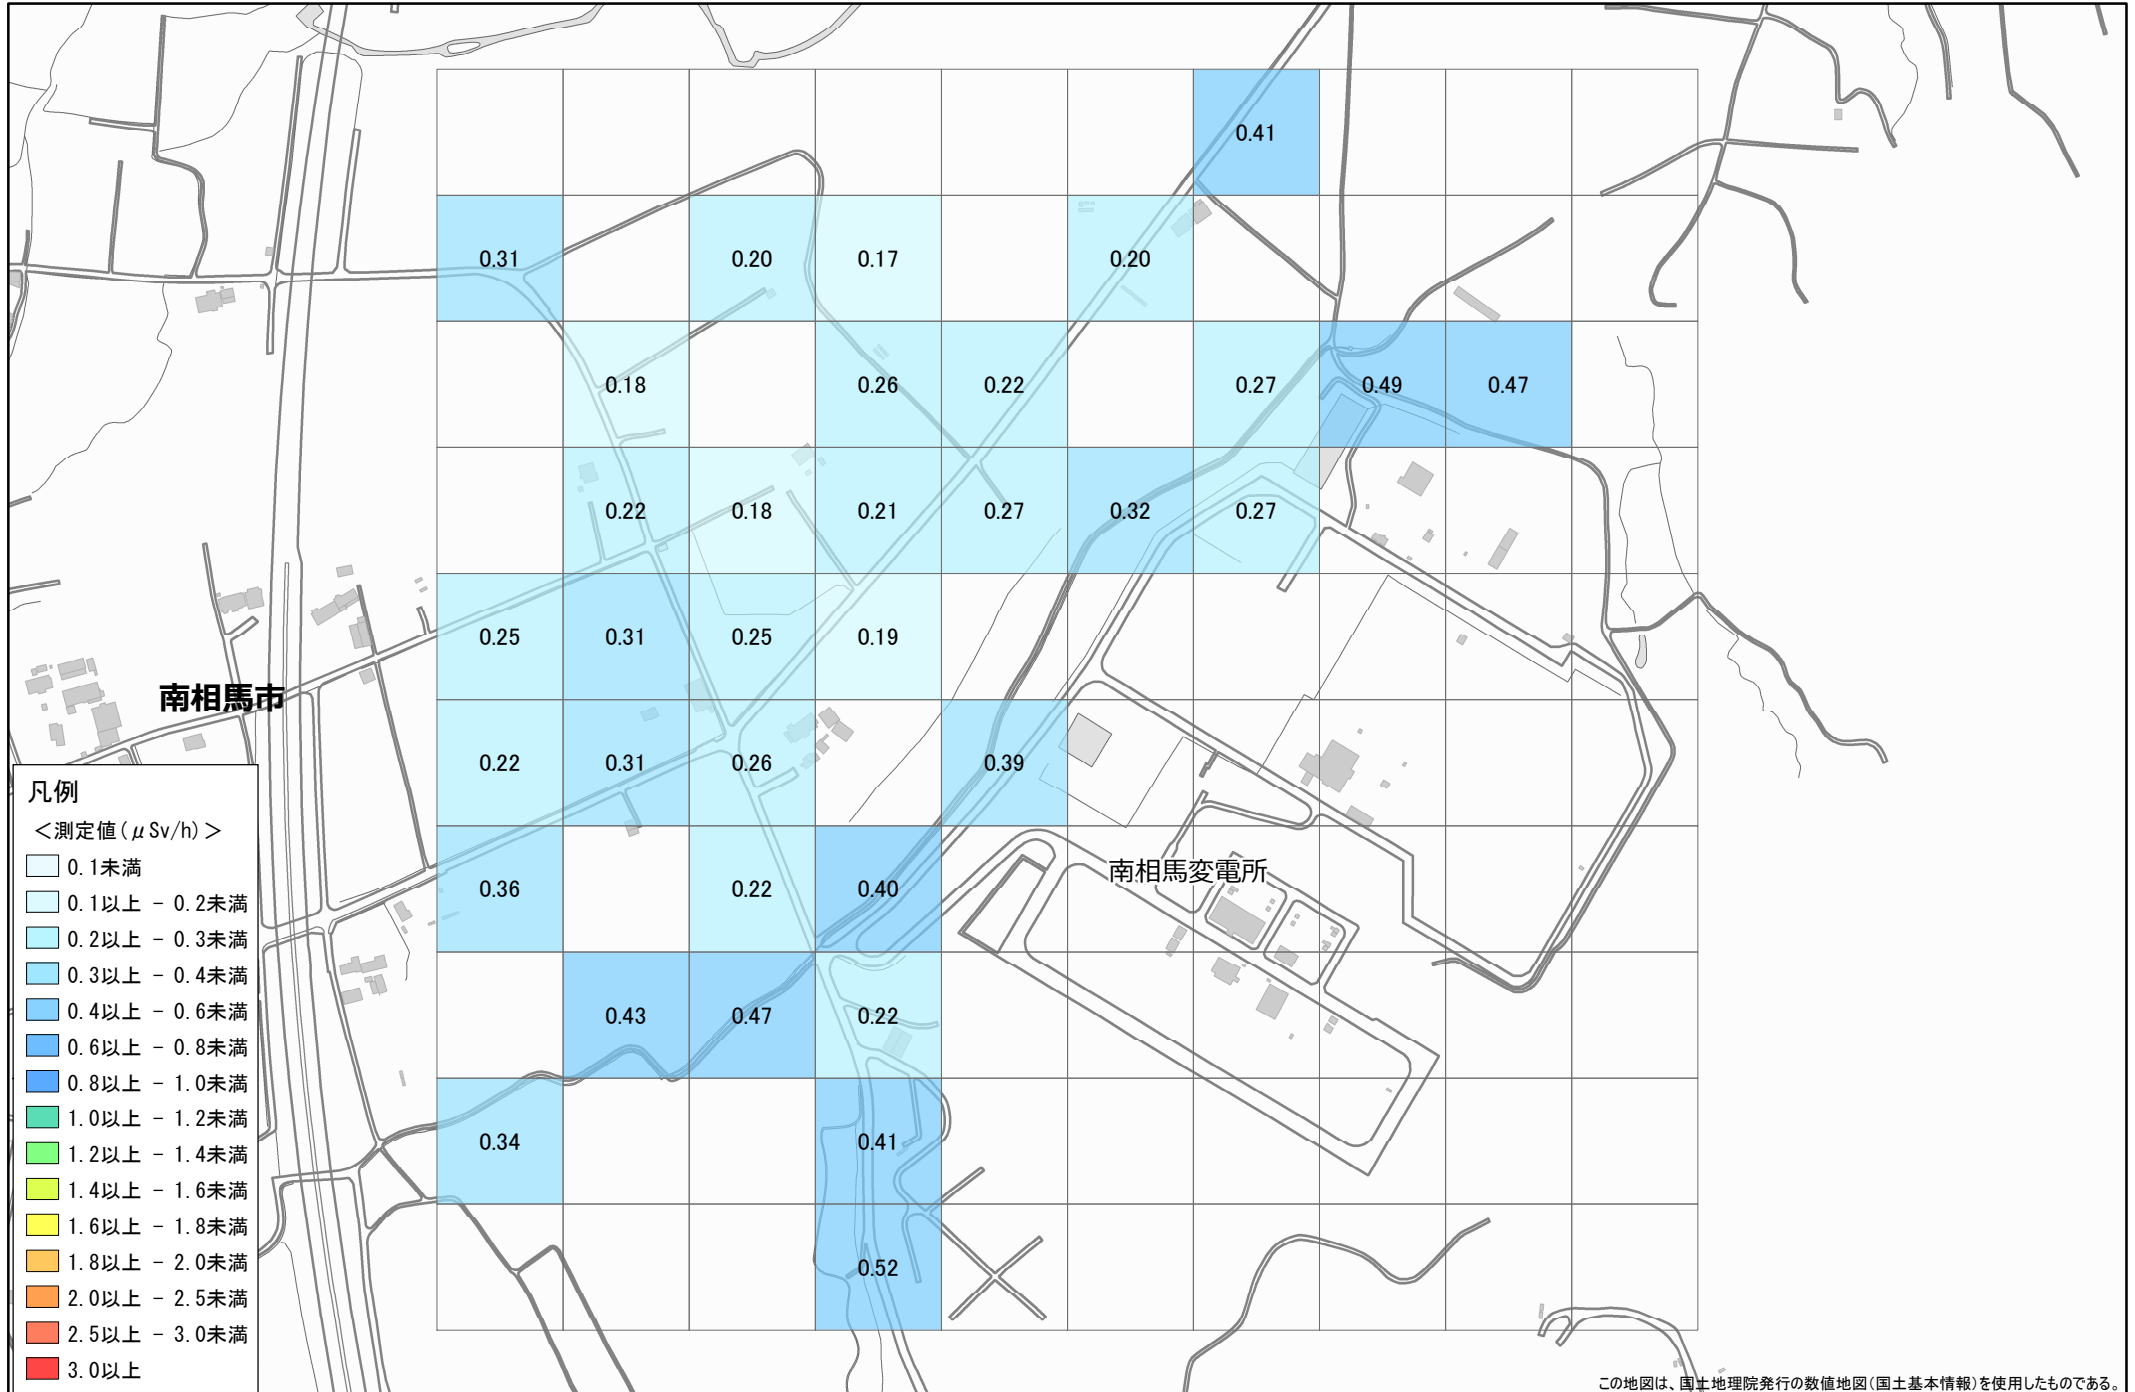 0.41
0.31 0.20 0.17 0.20
0.18 0.26 0.22 0.27 0.49 0.47
0.22 0.18 0.21 0.27 0.32 0.27
0.25 0.31 0.25 0.19
南相馬市
0.22 0.31 0.26 0.39
0.36 0.22 0.40
南相馬変電所
0.43 0.47 0.22
0.34 0.41
0.52
凡例
＜測定値(μSv/h)＞
0.1未満
0.1以上 - 0.2未満
0.2以上 - 0.3未満
0.3以上 - 0.4未満
0.4以上 - 0.6未満
0.6以上 - 0.8未満
0.8以上 - 1.0未満
1.0以上 - 1.2未満
1.2以上 - 1.4未満
1.4以上 - 1.6未満
1.6以上 - 1.8未満
1.8以上 - 2.0未満
2.0以上 - 2.5未満
2.5以上 - 3.0未満
3.0以上
この地図は、国土地理院発行の数値地図(国土基本情報)を使用したものである。